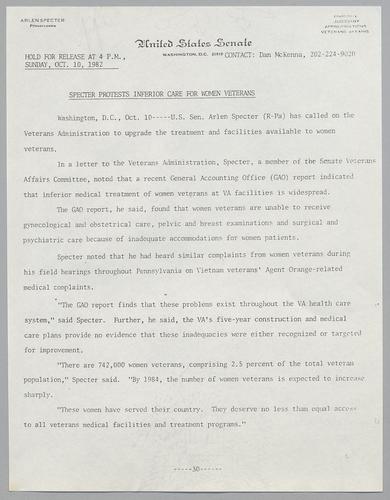 ARLEN SPECTER
PENNSYLVANIA
United States Senate
WASHINGTON, D.C. 20510
COMMITTEES:
JUDICIARY
APPROPRIATIONS
VETERANS' AFFAIRS
HOLD FOR RELEASE AT 4 P.M.,
SUNDAY, OCT. 10, 1982
CONTACT: Dan McKenna, 202-224-9020
SPECTER PROTESTS INFERIOR CARE FOR WOMEN VETERANS
Washington, D.C., Oct. 10-----U.S. Sen. Arlen Specter (R-Pa) has called on the
Veterans Administration to upgrade the treatment and facilities available to women
veterans.
In a letter to the Veterans Administration, Specter, a member of the Senate Veterans
Affairs Committee, noted that a recent General Accounting Office (GAO) report indicated
that inferior medical treatment of women veterans at VA facilities is widespread.
The GAO report, he said, found that women veterans are unable to receive
gynecological and obstetrical care, pelvic and breast examinations and surgical and
psychiatric care because of inadequate accommodations for women patients.
Specter noted that he had heard similar complaints from women veterans during
his field hearings throughout Pennsylvania on Vietnam veterans' Agent Orange-related
medical complaints.
"The GAO report finds that these problems exist throughout the VA health care
system," said Specter. Further, he said, the VA's five-year construction and medical
care plans provide no evidence that these inadequacies were either recognized or targeted
for improvement.
"There are 742,000 women veterans, comprising 2.5 percent of the total veteran
population," Specter said. "By 1984, the number of women veterans is expected to increase
sharply.
"These women have served their country. They deserve no less than equal access
to all veterans medical facilities and treatment programs."
-----30-----